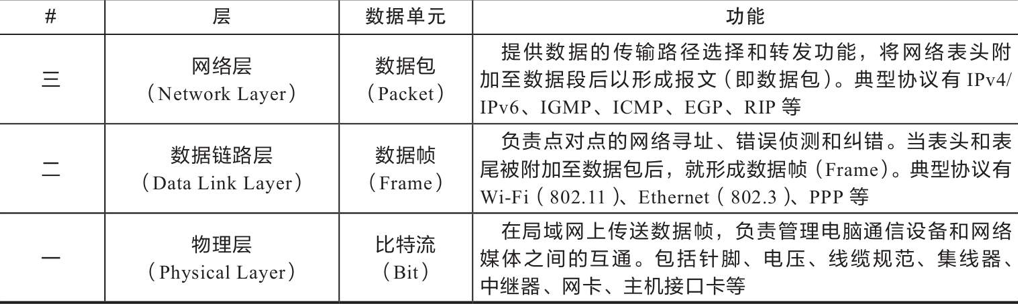 # 层 数据单元 功能
三
网络层
（Network Layer）
数据包
（Packet）
提供数据的传输路径选择和转发功能，将网络表头附
加至数据段后以形成报文（即数据包）。典型协议有 IPv4/
IPv6、IGMP、ICMP、EGP、RIP 等
二
数据链路层
（Data Link Layer）
数据帧
（Frame）
负责点对点的网络寻址、错误侦测和纠错。当表头和表
尾被附加至数据包后，就形成数据帧（Frame）。典型协议有
Wi-Fi（802.11）、Ethernet（802.3）、PPP 等
一
物理层
（Physical Layer）
比特流
（Bit）
在局域网上传送数据帧，负责管理电脑通信设备和网络
媒体之间的互通。包括针脚、电压、线缆规范、集线器、
中继器、网卡、主机接口卡等